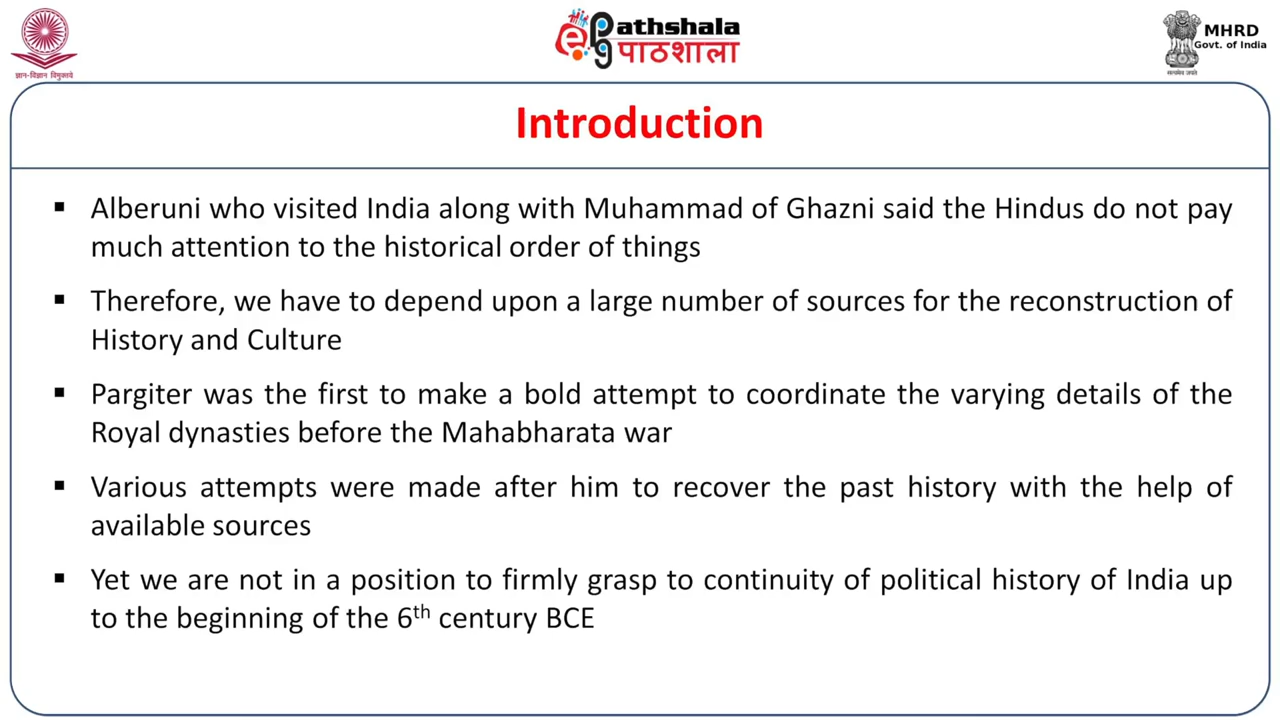 ज्ञान-विज्ञान विमुक्तये
ePG Pathshala
पाठशाला
MHRD
Govt. of India
सत्यमेव जयते
Introduction
▪ Alberuni who visited India along with Muhammad of Ghazni said the Hindus do not pay
much attention to the historical order of things
▪ Therefore, we have to depend upon a large number of sources for the reconstruction of
History and Culture
▪ Pargiter was the first to make a bold attempt to coordinate the varying details of the
Royal dynasties before the Mahabharata war
▪ Various attempts were made after him to recover the past history with the help of
available sources
▪ Yet we are not in a position to firmly grasp to continuity of political history of India up
to the beginning of the 6th century BCE